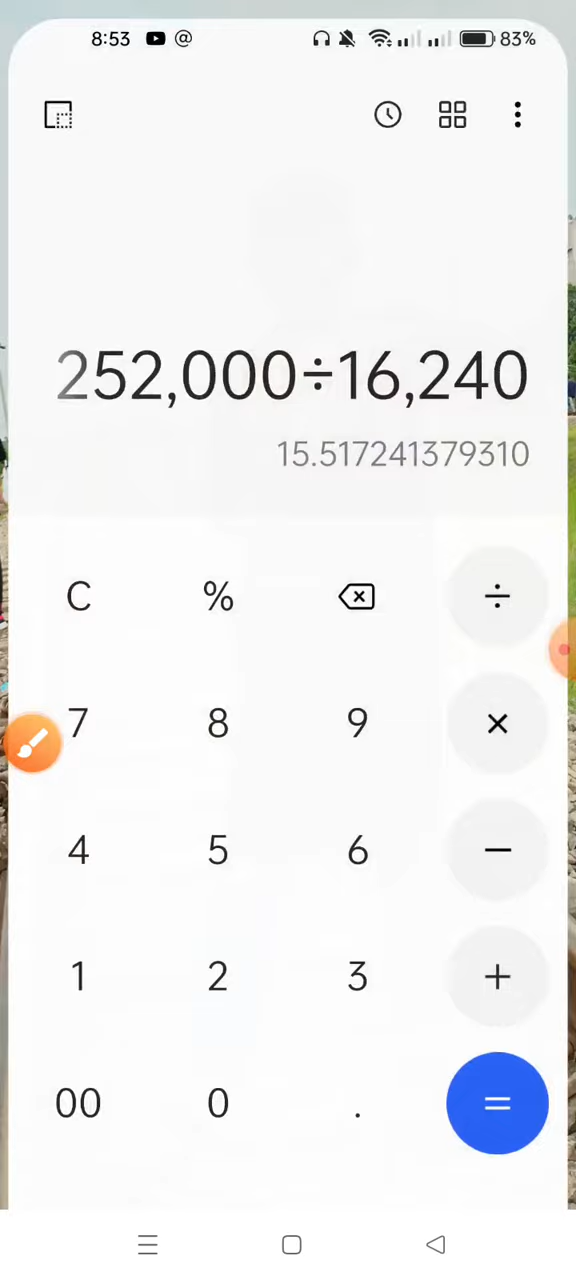 8:53 @ 83%
252,000÷16,240
15.517241379310
C % ÷
7 8 9 ×
4 5 6 −
1 2 3 +
00 0 . =